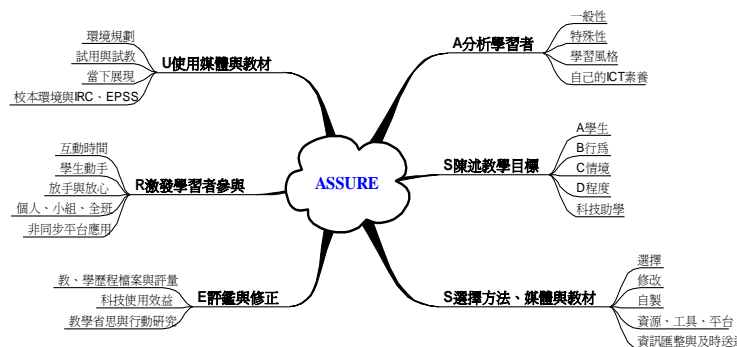 ASSURE
A分析學習者
一般性
特殊性
學習風格
自己的ICT素養
S陳述教學目標
A學生
B行為
C情境
D程度
科技助學
S選擇方法、媒體與教材
選擇
修改
自製
資源、工具、平台
資訊匯整與及時送
U使用媒體與教材
環境規劃
試用與試教
當下展現
校本環境與IRC、EPSS
R激發學習者參與
互動時間
學生動手
放手與放心
個人、小組、全班
非同步平台應用
E評鑑與修正
教、學歷程檔案與評量
科技使用效益
教學省思與行動研究